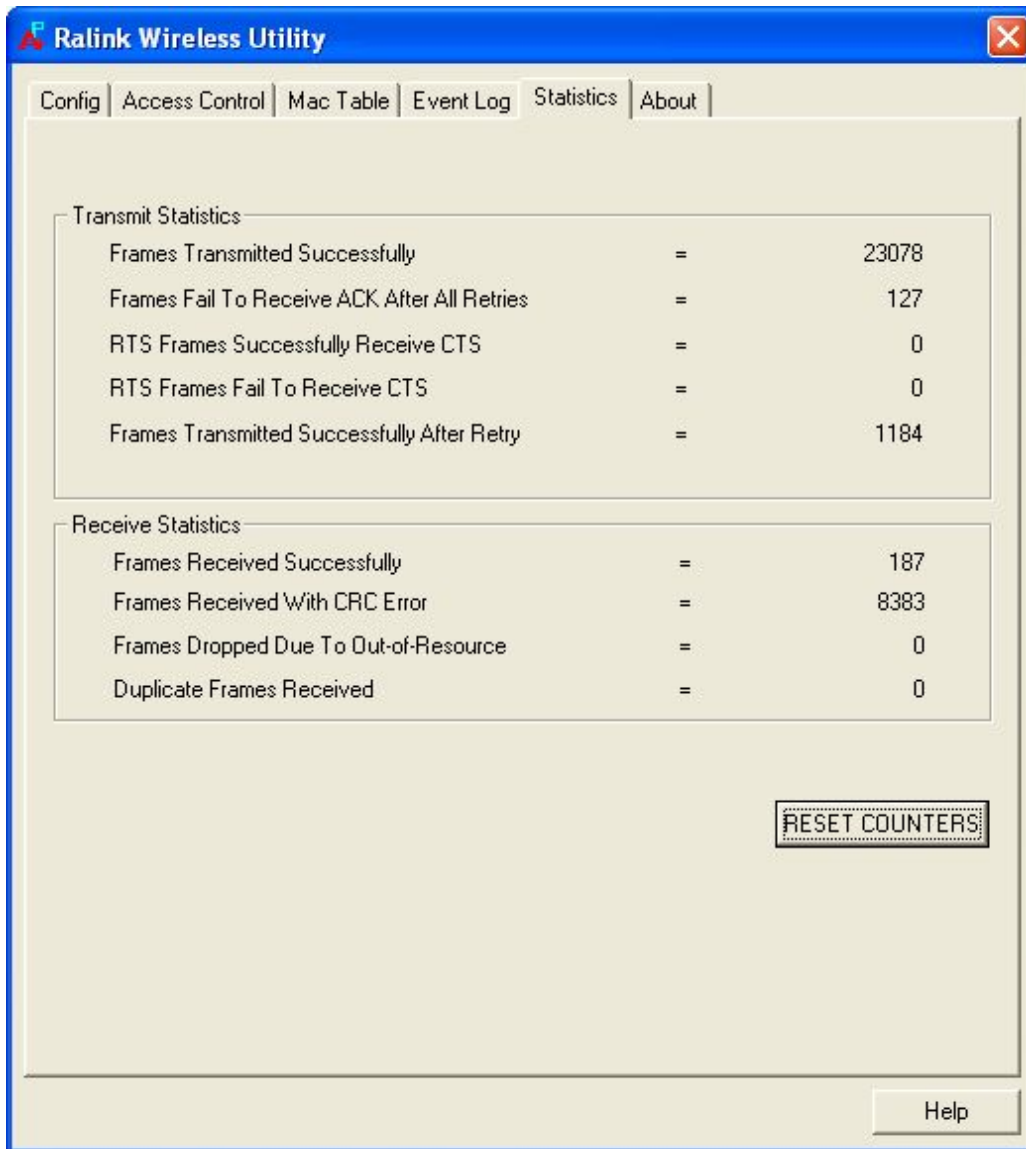 Ralink Wireless Utility
Config Access Control Mac Table Event Log Statistics About
Transmit Statistics
Frames Transmitted Successfully = 23078
Frames Fail To Receive ACK After All Retries = 127
RTS Frames Successfully Receive CTS = 0
RTS Frames Fail To Receive CTS = 0
Frames Transmitted Successfully After Retry = 1184
Receive Statistics
Frames Received Successfully = 187
Frames Received With CRC Error = 8383
Frames Dropped Due To Out-of-Resource = 0
Duplicate Frames Received = 0
RESET COUNTERS
Help